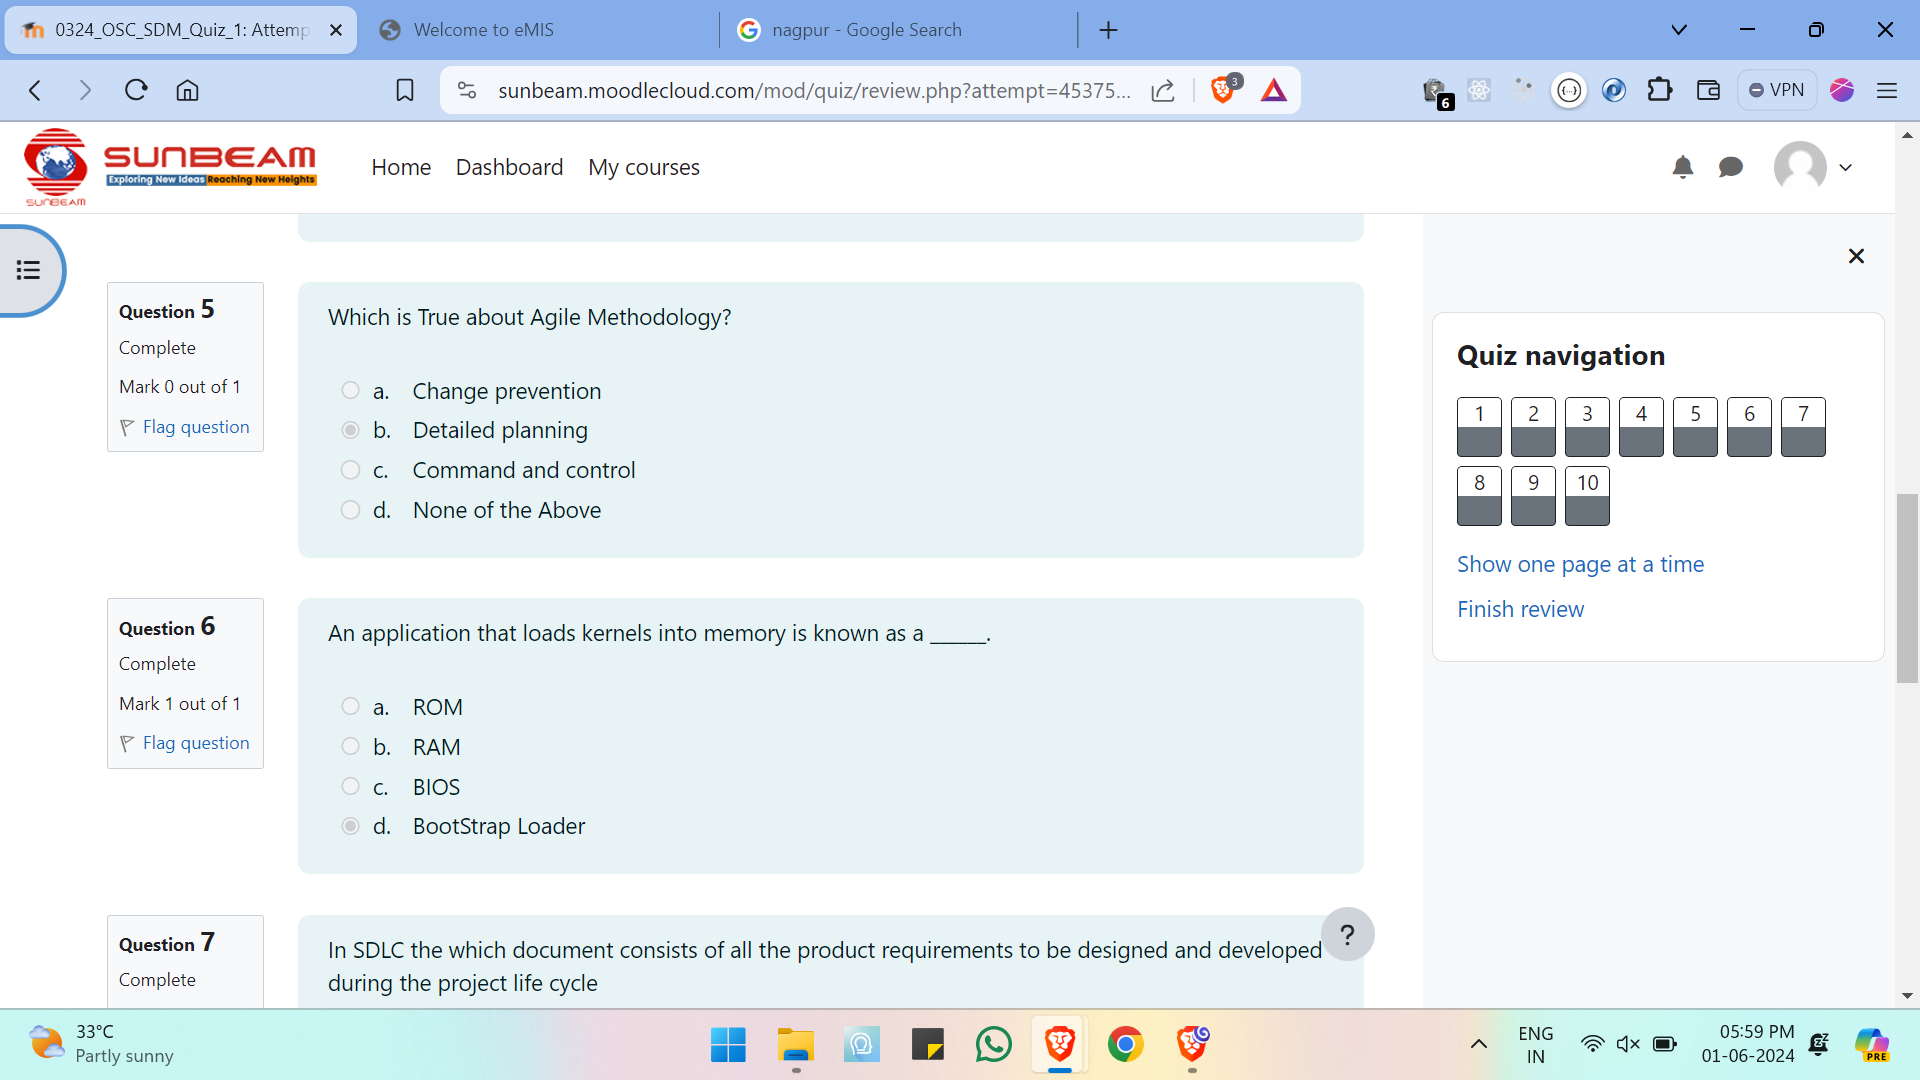 0324_OSC_SDM_Quiz_1: Attemp
Welcome to eMIS
nagpur - Google Search
sunbeam.moodlecloud.com/mod/quiz/review.php?attempt=45375...
3
6
VPN
SUNBEAM
Exploring New Ideas Reaching New Heights
SUNBEAM
Home
Dashboard
My courses
Question 5
Complete
Mark 0 out of 1
Flag question
Which is True about Agile Methodology?
a. Change prevention
b. Detailed planning
c. Command and control
d. None of the Above
Quiz navigation
1 2 3 4 5 6 7
8 9 10
Show one page at a time
Finish review
Question 6
Complete
Mark 1 out of 1
Flag question
An application that loads kernels into memory is known as a ______.
a. ROM
b. RAM
c. BIOS
d. BootStrap Loader
Question 7
Complete
In SDLC the which document consists of all the product requirements to be designed and developed
during the project life cycle
?
33°C
Partly sunny
ENG
IN
05:59 PM
01-06-2024
PRE